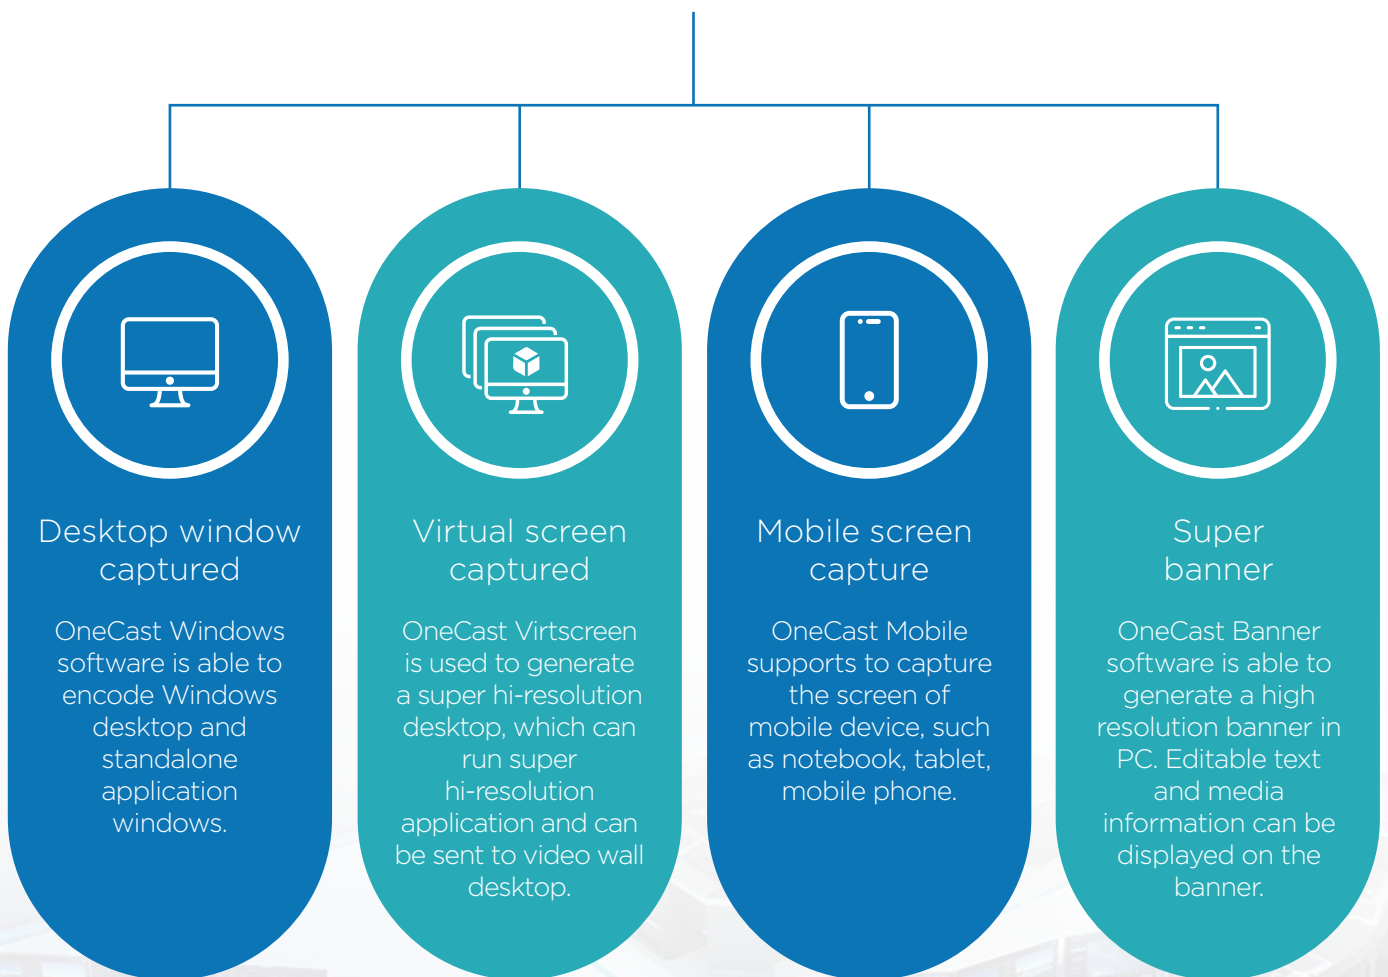 Desktop window
captured
OneCast Windows
software is able to
encode Windows
desktop and
standalone
application
windows.
Virtual screen
captured
OneCast Virtscreen
is used to generate
a super hi-resolution
desktop, which can
run super
hi-resolution
application and can
be sent to video wall
desktop.
Mobile screen
capture
OneCast Mobile
supports to capture
the screen of
mobile device, such
as notebook, tablet,
mobile phone.
Super
banner
OneCast Banner
software is able to
generate a high
resolution banner in
PC. Editable text
and media
information can be
displayed on the
banner.